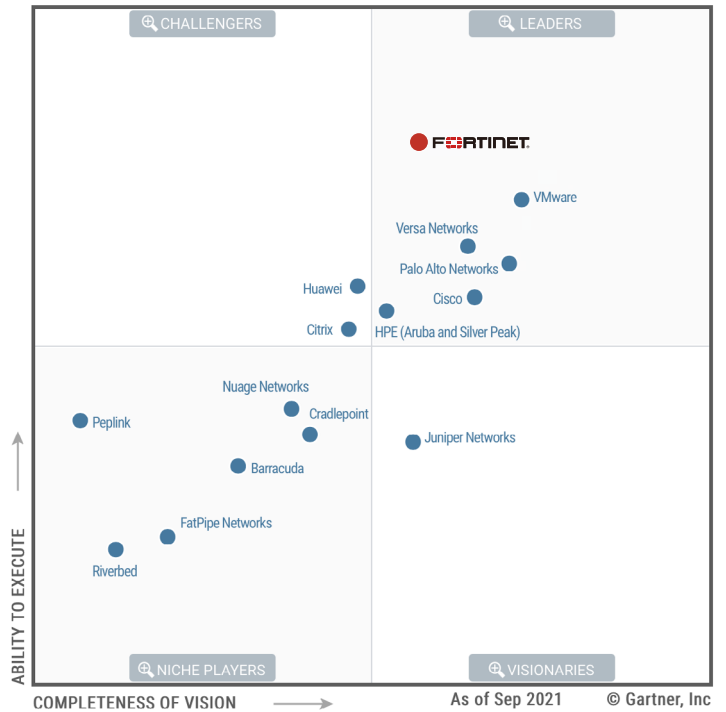 CHALLENGERS
LEADERS
FORTINET
VMware
Versa Networks
Palo Alto Networks
Huawei
Cisco
Citrix
HPE (Aruba and Silver Peak)
Nuage Networks
Cradlepoint
Peplink
Juniper Networks
Barracuda
FatPipe Networks
Riverbed
ABILITY TO EXECUTE
NICHE PLAYERS
VISIONARIES
COMPLETENESS OF VISION
As of Sep 2021
© Gartner, Inc